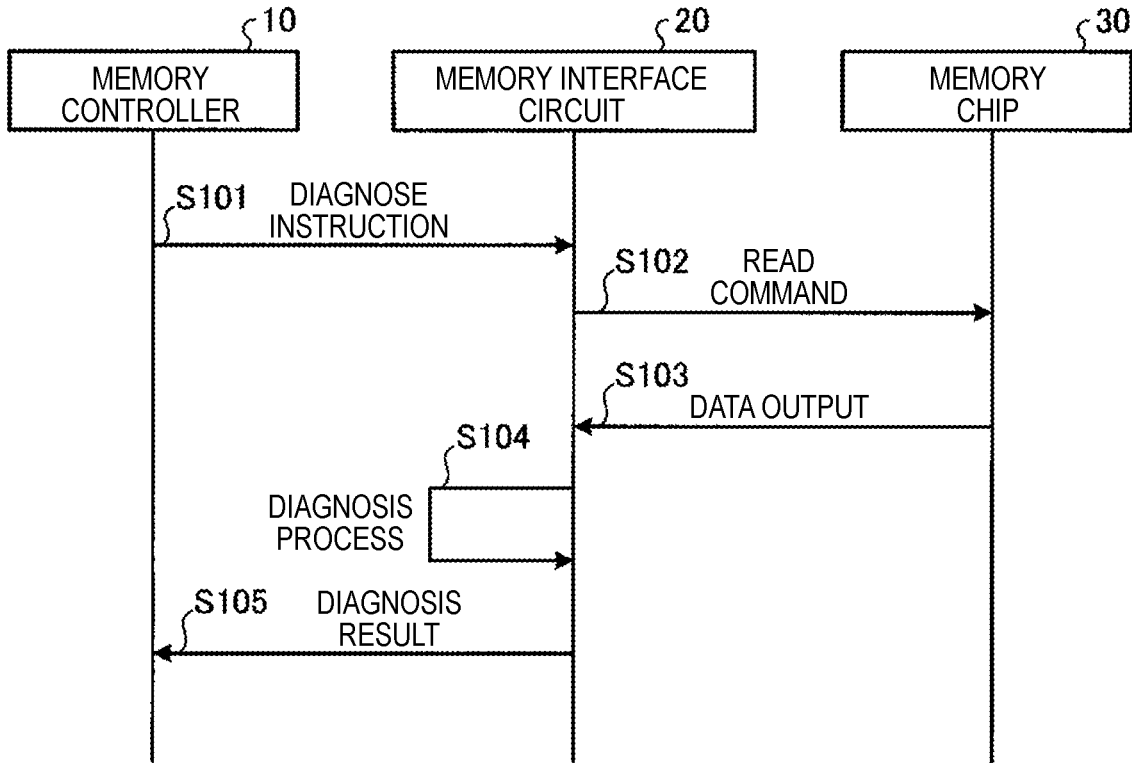 10
20
30
MEMORY
CONTROLLER
MEMORY INTERFACE
CIRCUIT
MEMORY
CHIP
S101
DIAGNOSE
INSTRUCTION
S102
READ
COMMAND
S103
DATA OUTPUT
S104
DIAGNOSIS
PROCESS
S105
DIAGNOSIS
RESULT